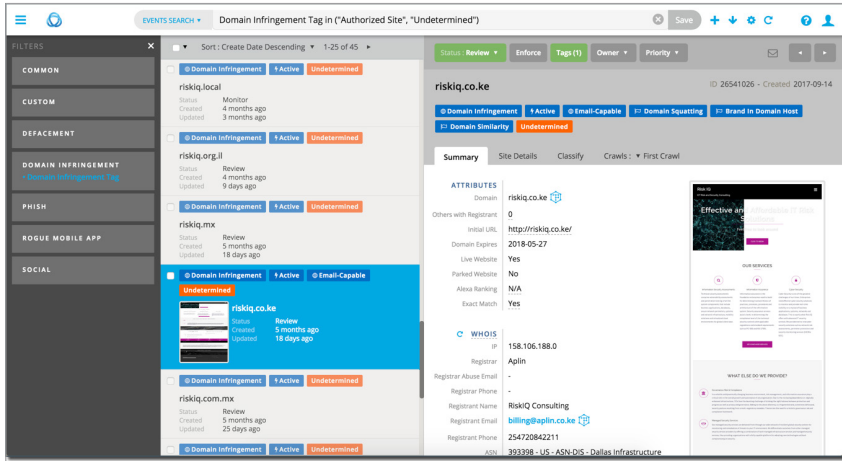 EVENTS SEARCH ▾
Domain Infringement Tag in ("Authorized Site", "Undetermined")
Save
FILTERS
COMMON
CUSTOM
DEFACEMENT
DOMAIN INFRINGEMENT
• Domain Infringement Tag
PHISH
ROGUE MOBILE APP
SOCIAL
Sort : Create Date Descending ▾ 1-25 of 45 ▸
Domain Infringement Active Undetermined
riskiq.local
Status Monitor
Created 4 months ago
Updated 3 months ago
Domain Infringement Active Undetermined
riskiq.org.il
Status Review
Created 4 months ago
Updated 9 days ago
Domain Infringement Active Undetermined
riskiq.mx
Status Review
Created 5 months ago
Updated 18 days ago
Domain Infringement Active Email-Capable
Undetermined
riskiq.co.ke
Status Review
Created 5 months ago
Updated 18 days ago
Domain Infringement Active Undetermined
riskiq.com.mx
Status Review
Created 5 months ago
Updated 20 days ago
Domain Infringement Active Undetermined
Status : Review ▾ Enforce Tags (1) Owner ▾ Priority ▾
riskiq.co.ke
ID 26541026 - Created 2017-09-14
Domain Infringement Active Email-Capable Domain Squatting Brand In Domain Host
Domain Similarity Undetermined
Summary Site Details Classify Crawls : ▾ First Crawl
ATTRIBUTES
Domain riskiq.co.ke
Others with Registrant 0
Initial URL http://riskiq.co.ke/
Domain Expires 2018-05-27
Live Website Yes
Parked Website No
Alexa Ranking N/A
Exact Match Yes
WHOIS
IP 158.106.188.0
Registrar Aplin
Registrar Abuse Email -
Registrar Phone -
Registrant Name RiskIQ Consulting
Registrant Email billing@aplin.co.ke
Registrant Phone 254720842211
ASN 393398 - US - ASN-DIS - Dallas Infrastructure
Risk IQ
OUR SERVICES
WHAT ELSE DO WE PROVIDE?